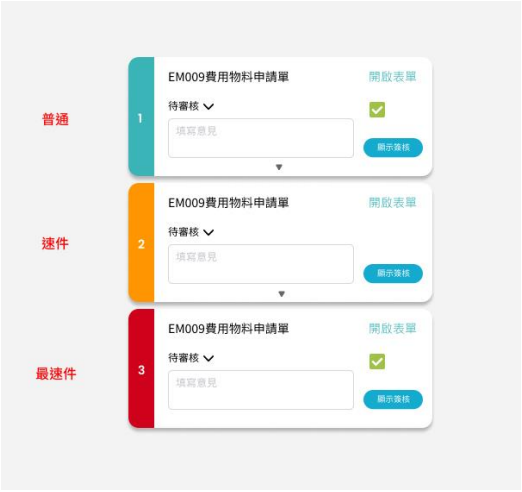 普通
1
EM009費用物料申請單
開啟表單
待審核
填寫意見
顯示簽核
速件
2
EM009費用物料申請單
開啟表單
待審核
填寫意見
顯示簽核
最速件
3
EM009費用物料申請單
開啟表單
待審核
填寫意見
顯示簽核